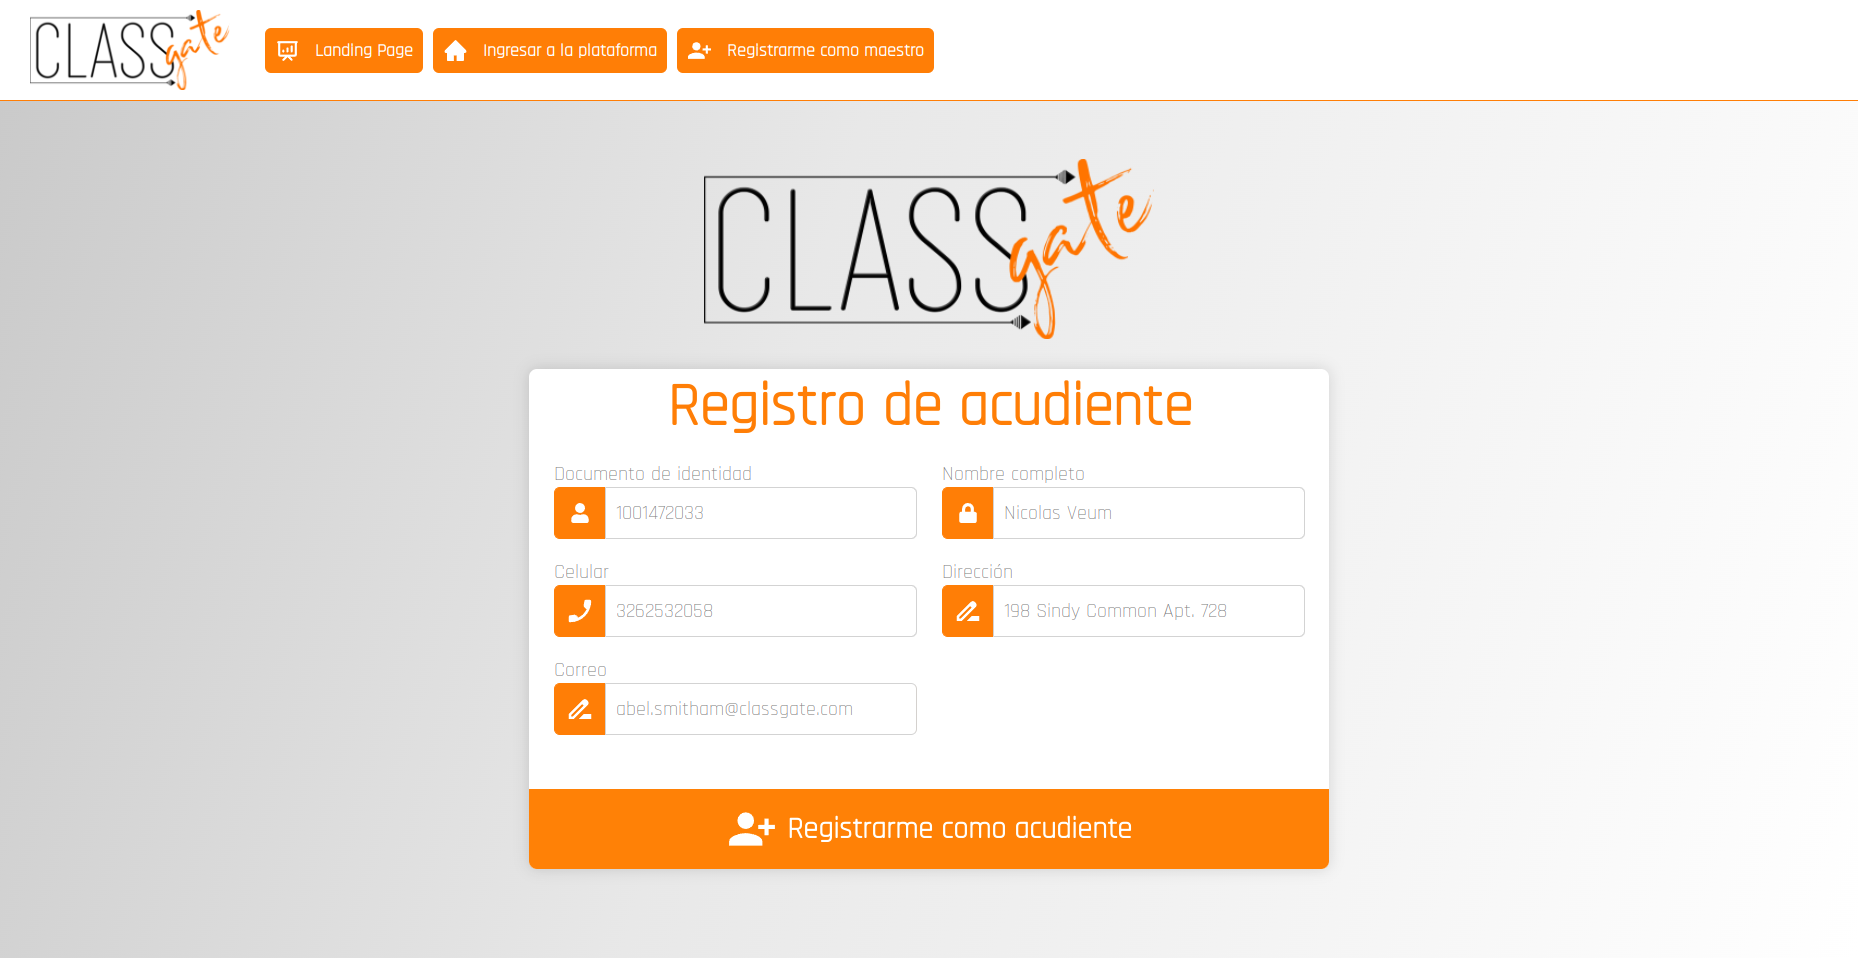 CLASSgate
Landing Page
Ingresar a la plataforma
Registrarme como maestro
CLASSgate
Registro de acudiente
Documento de identidad
Nombre completo
1001472033
Nicolas Veum
Celular
Dirección
3262532058
198 Sindy Common Apt. 728
Correo
abel.smitham@classgate.com
Registrarme como acudiente